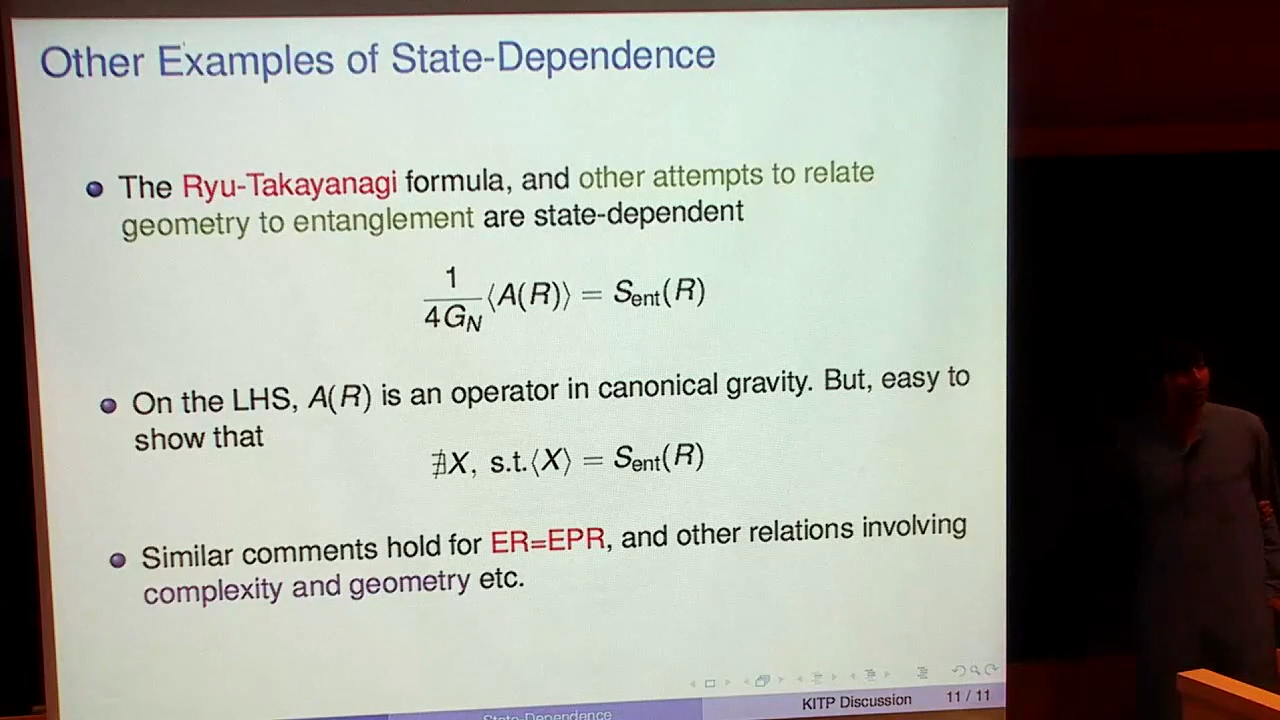 Other Examples of State-Dependence
The Ryu-Takayanagi formula, and other attempts to relate
geometry to entanglement are state-dependent
1/4G_N ⟨A(R)⟩ = S_ent(R)
On the LHS, A(R) is an operator in canonical gravity. But, easy to
show that
∄X, s.t.⟨X⟩ = S_ent(R)
Similar comments hold for ER=EPR, and other relations involving
complexity and geometry etc.
State-Dependence
KITP Discussion
11 / 11